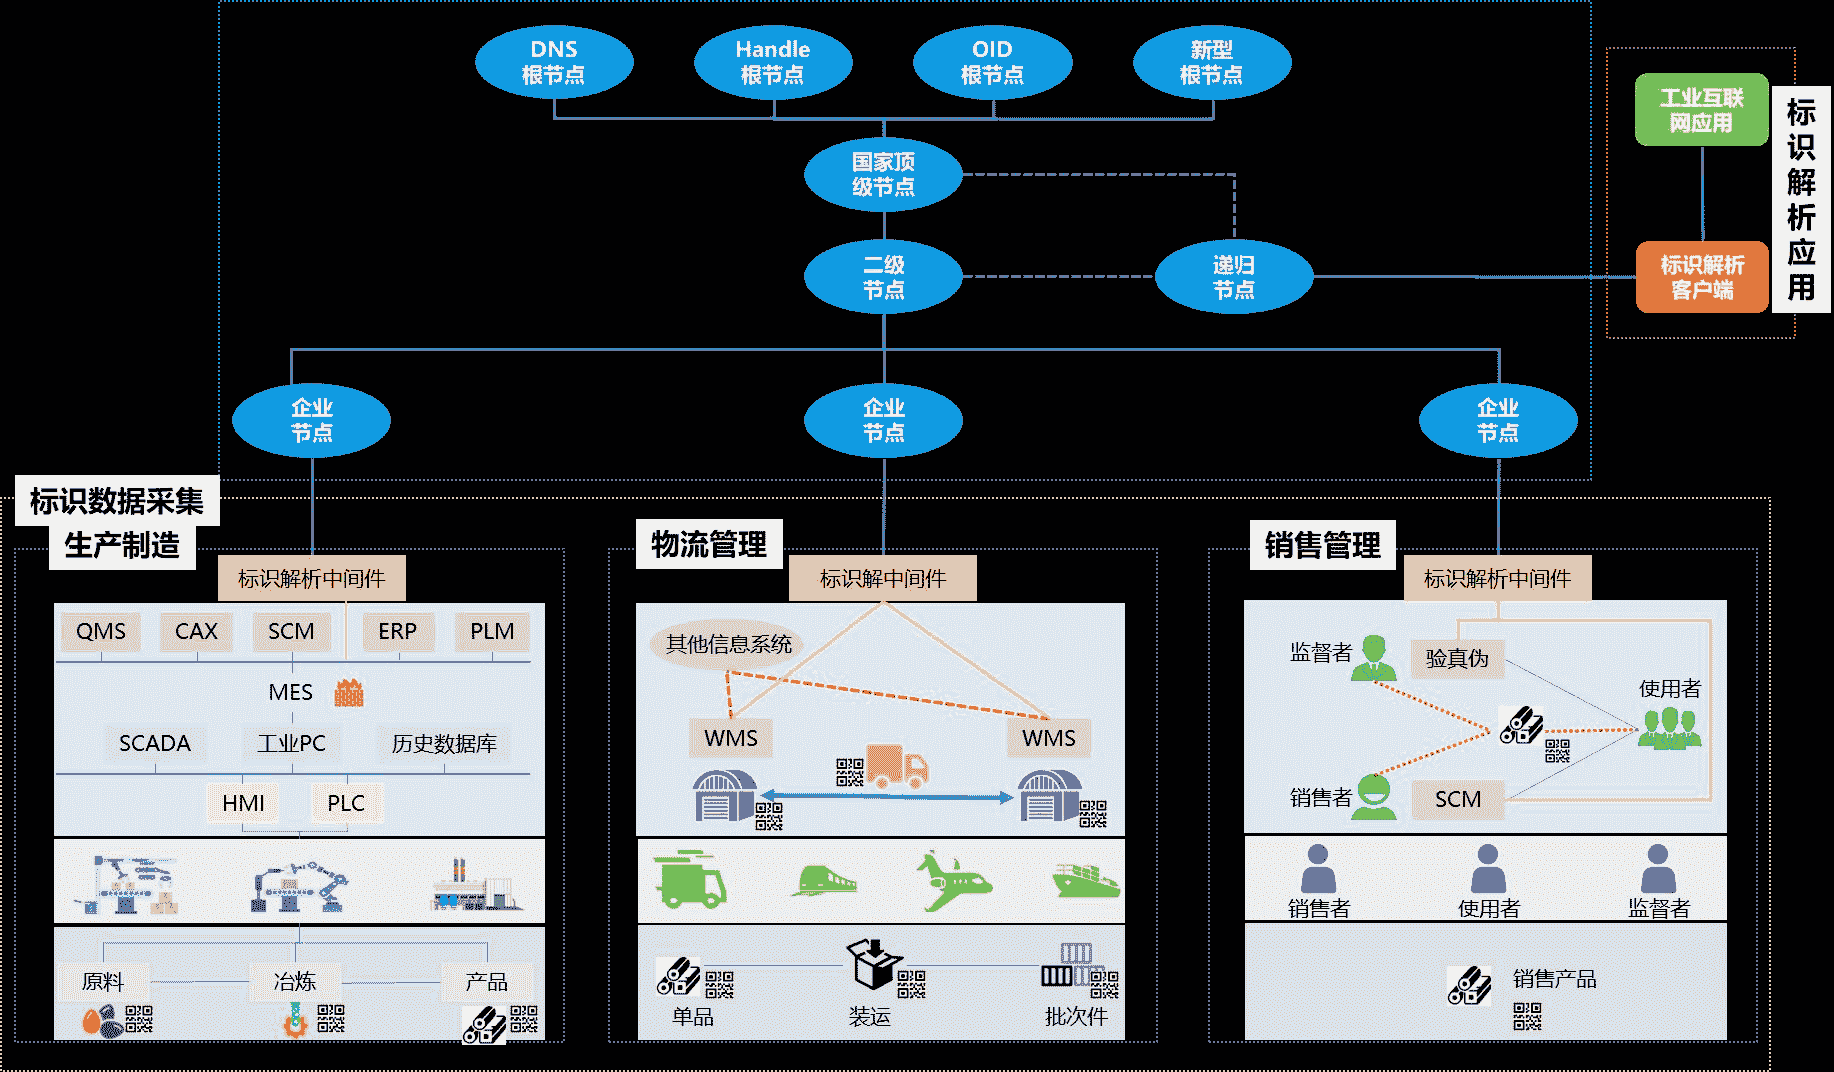 DNS
根节点
Handle
根节点
OID
根节点
新型
根节点
国家顶
级节点
二级
节点
递归
节点
工业互联
网应用
标识解析
客户端
标识解析应用
企业
节点
企业
节点
企业
节点
标识数据采集
生产制造
标识解析中间件
QMS
CAX
SCM
ERP
PLM
MES
SCADA
工业PC
历史数据库
HMI
PLC
原料
冶炼
产品
物流管理
标识解中间件
其他信息系统
WMS
WMS
单品
装运
批次件
销售管理
标识解析中间件
监督者
验真伪
使用者
销售者
SCM
销售者
使用者
监督者
销售产品